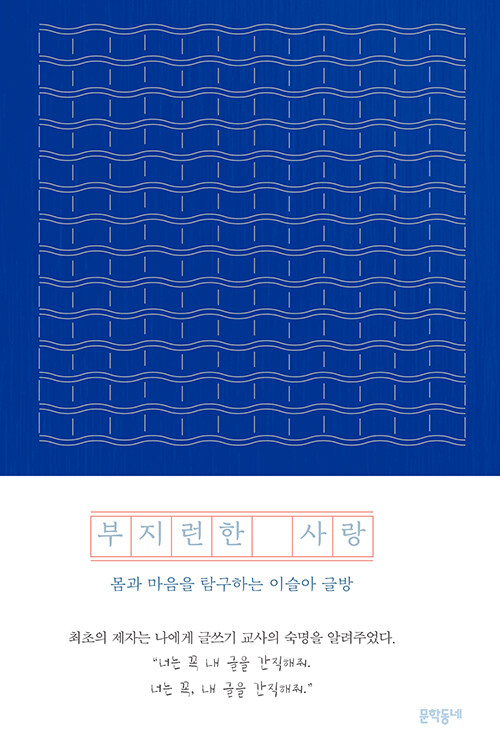 부지런한 사랑
몸과 마음을 탐구하는 이슬아 글방
최초의 제자는 나에게 글쓰기 교사의 숙명을 알려주었다.
“너는 꼭 내 글을 간직해줘.
너는 꼭, 내 글을 간직해줘.”
문학동네